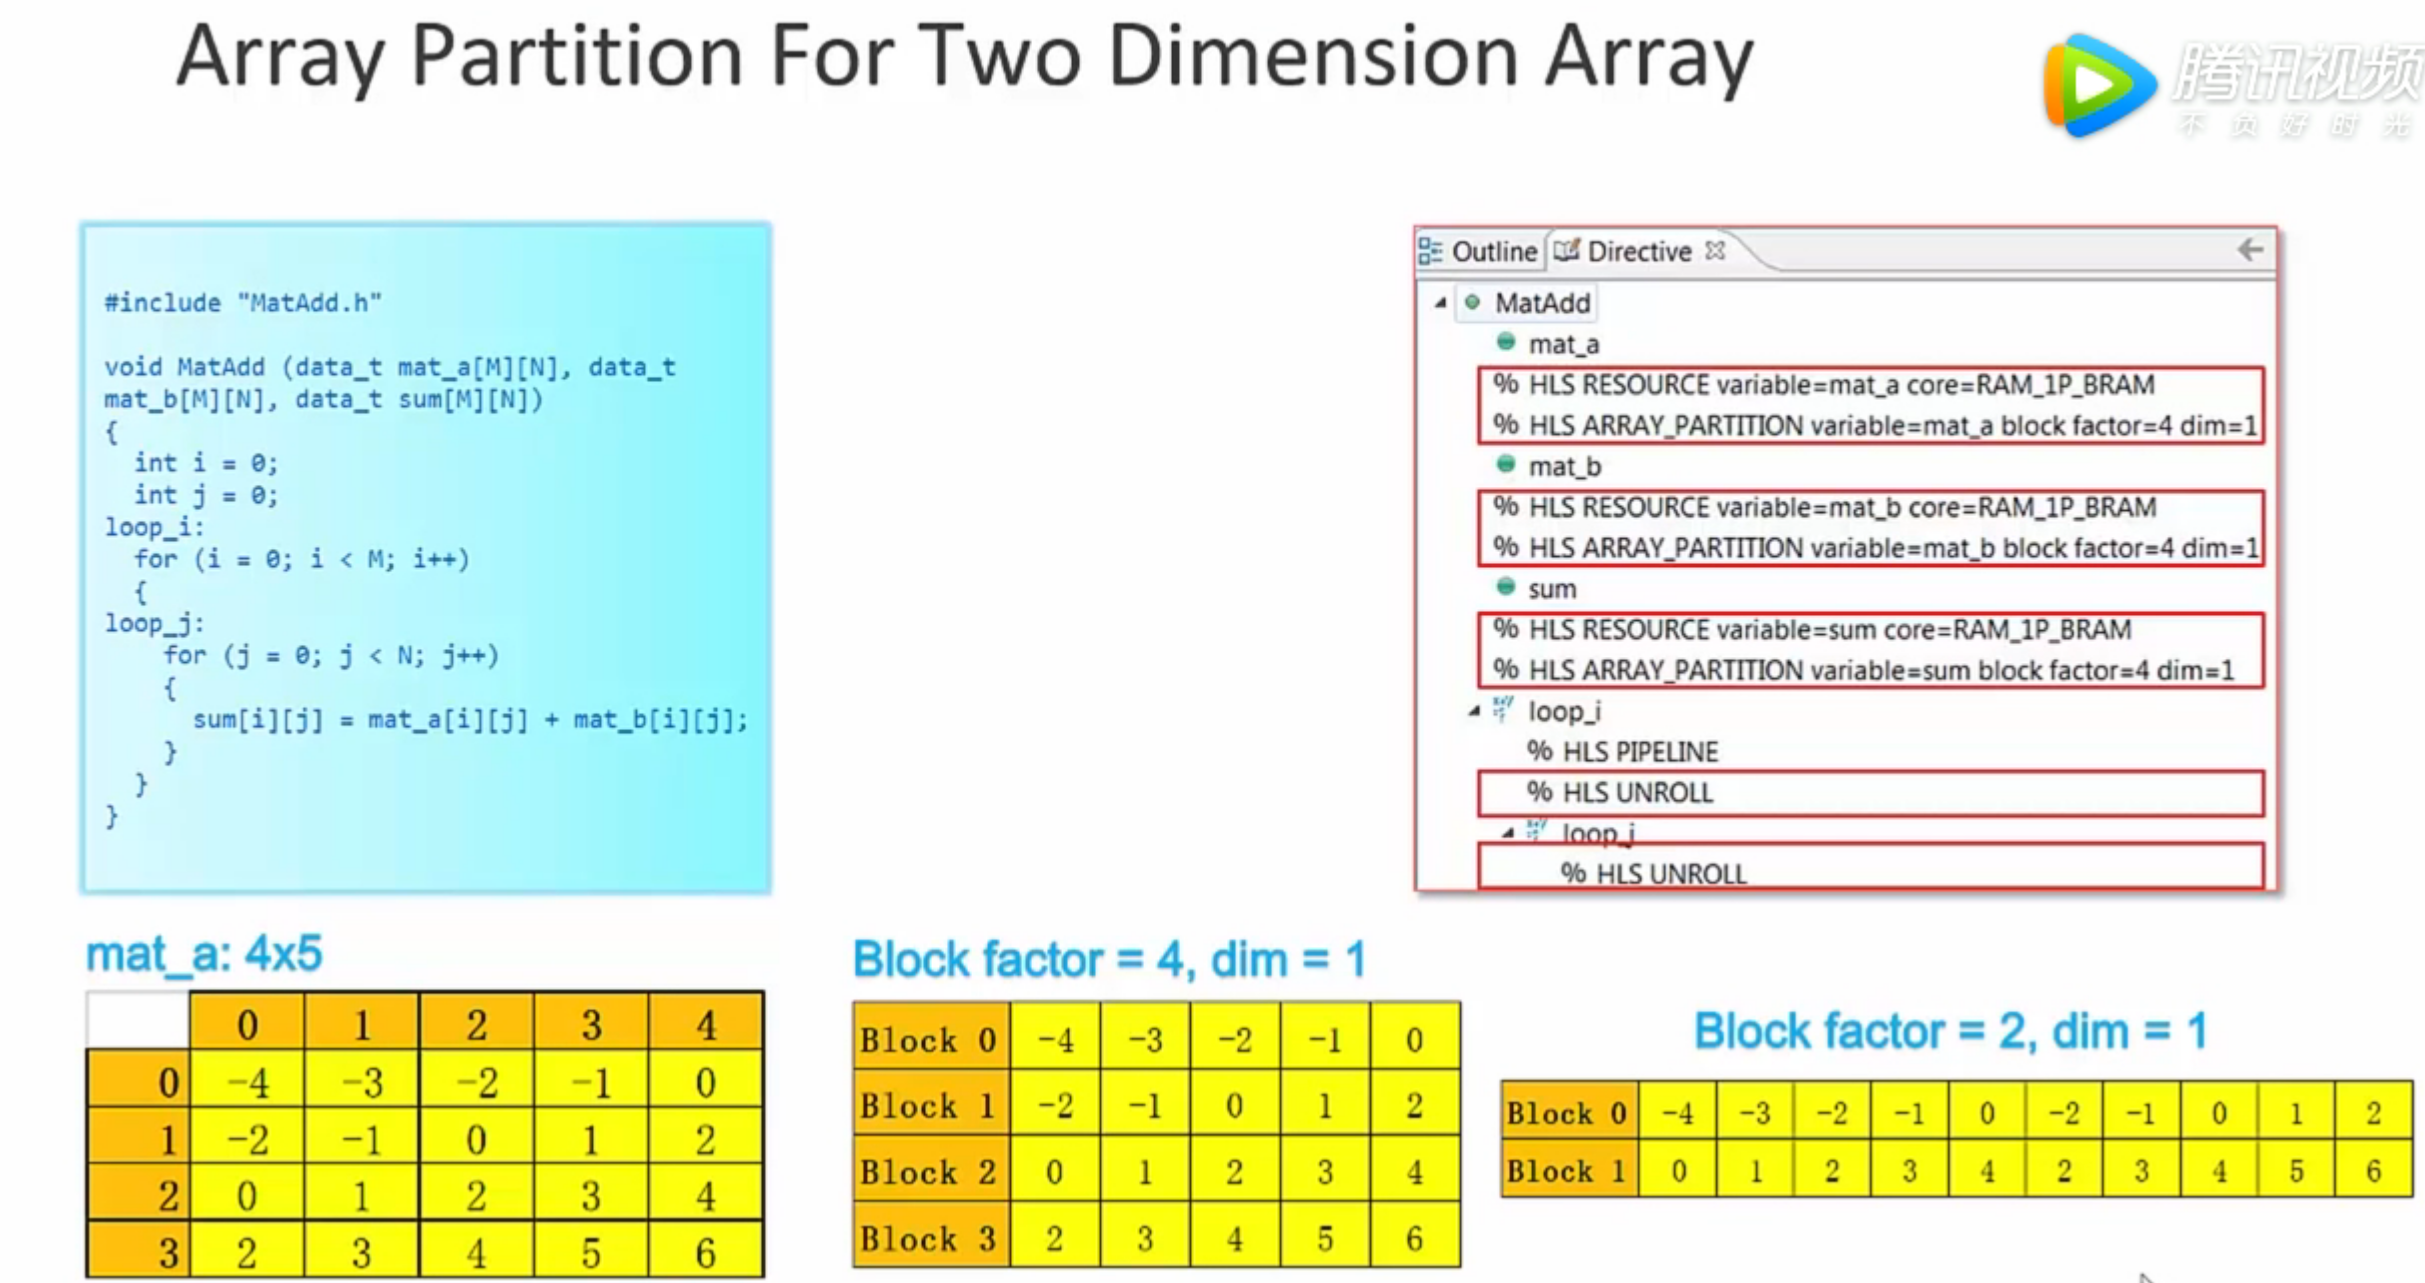 Array Partition For Two Dimension Array
腾讯视频
不负好时光
#include "MatAdd.h"
void MatAdd (data_t mat_a[M][N], data_t
mat_b[M][N], data_t sum[M][N])
{
int i = 0;
int j = 0;
loop_i:
for (i = 0; i < M; i++)
{
loop_j:
for (j = 0; j < N; j++)
{
sum[i][j] = mat_a[i][j] + mat_b[i][j];
}
}
}
Outline Directive
MatAdd
mat_a
% HLS RESOURCE variable=mat_a core=RAM_1P_BRAM
% HLS ARRAY_PARTITION variable=mat_a block factor=4 dim=1
mat_b
% HLS RESOURCE variable=mat_b core=RAM_1P_BRAM
% HLS ARRAY_PARTITION variable=mat_b block factor=4 dim=1
sum
% HLS RESOURCE variable=sum core=RAM_1P_BRAM
% HLS ARRAY_PARTITION variable=sum block factor=4 dim=1
loop_i
% HLS PIPELINE
% HLS UNROLL
loop_j
% HLS UNROLL
mat_a: 4x5
0 1 2 3 4
0 -4 -3 -2 -1 0
1 -2 -1 0 1 2
2 0 1 2 3 4
3 2 3 4 5 6
Block factor = 4, dim = 1
Block 0 -4 -3 -2 -1 0
Block 1 -2 -1 0 1 2
Block 2 0 1 2 3 4
Block 3 2 3 4 5 6
Block factor = 2, dim = 1
Block 0 -4 -3 -2 -1 0 -2 -1 0 1 2
Block 1 0 1 2 3 4 2 3 4 5 6